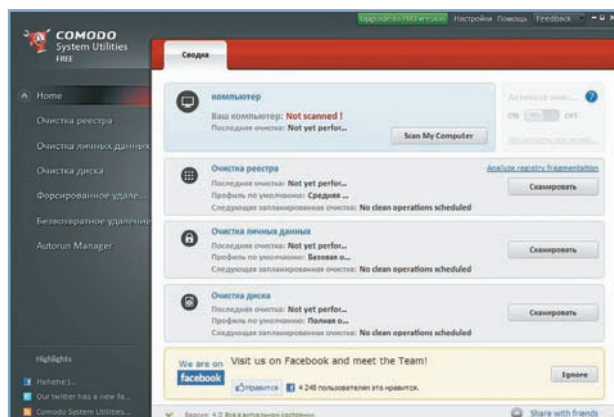 Upgrade to PRO version Настройки Помощь Feedback
COMODO
System Utilities
FREE
Сводка
Home
Очистка реестра
Очистка личных данных
Очистка диска
Форсированное удале...
Безвозвратное удаление
Autorun Manager
компьютер
Ваш компьютер: Not scanned !
Последняя очистка: Not yet perfor...
Scan My Computer
ON OFF
Очистка реестра
Analyze registry fragmentation
Последняя очистка: Not yet perfor...
Профиль по умолчанию: Средняя ...
Следующая запланированная очистка: No clean operations scheduled
Сканировать
Очистка личных данных
Последняя очистка: Not yet perfor...
Профиль по умолчанию: Базовая о...
Следующая запланированная очистка: No clean operations scheduled
Сканировать
Очистка диска
Последняя очистка: Not yet perfor...
Профиль по умолчанию: Полная о...
Следующая запланированная очистка: No clean operations scheduled
Сканировать
Highlights
Hehehe:)...
Our twitter has a new fa...
Comodo System Utilities...
We are on
facebook
Visit us on Facebook and meet the Team!
Нравится
4 248 пользователям это нравится.
Ignore
Версия: 4.0
Share with friends